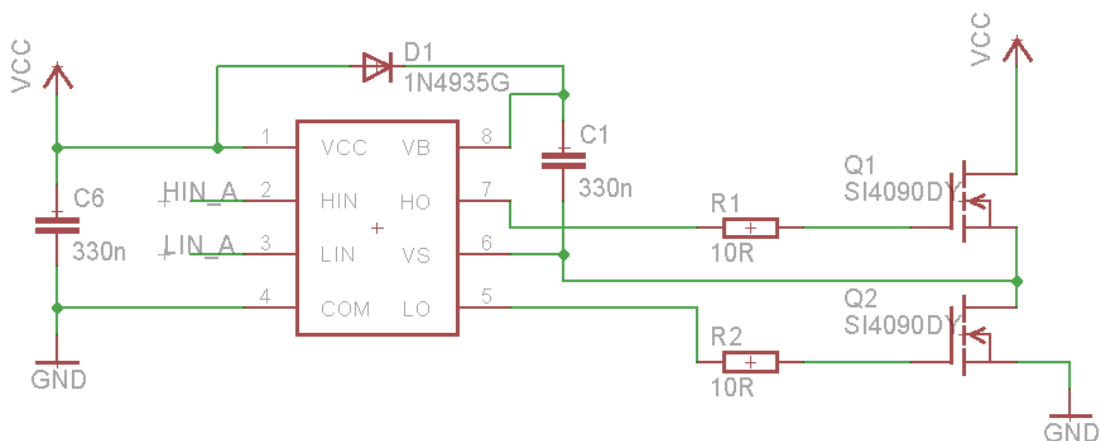 VCC
D1
1N4935G
VCC
1
VCC
VB
8
C1
330n
HIN_A
2
HIN
HO
7
C6
330n
LIN_A
3
LIN
VS
6
4
COM
LO
5
R1
10R
Q1
SI4090DY
R2
10R
Q2
SI4090DY
GND
GND